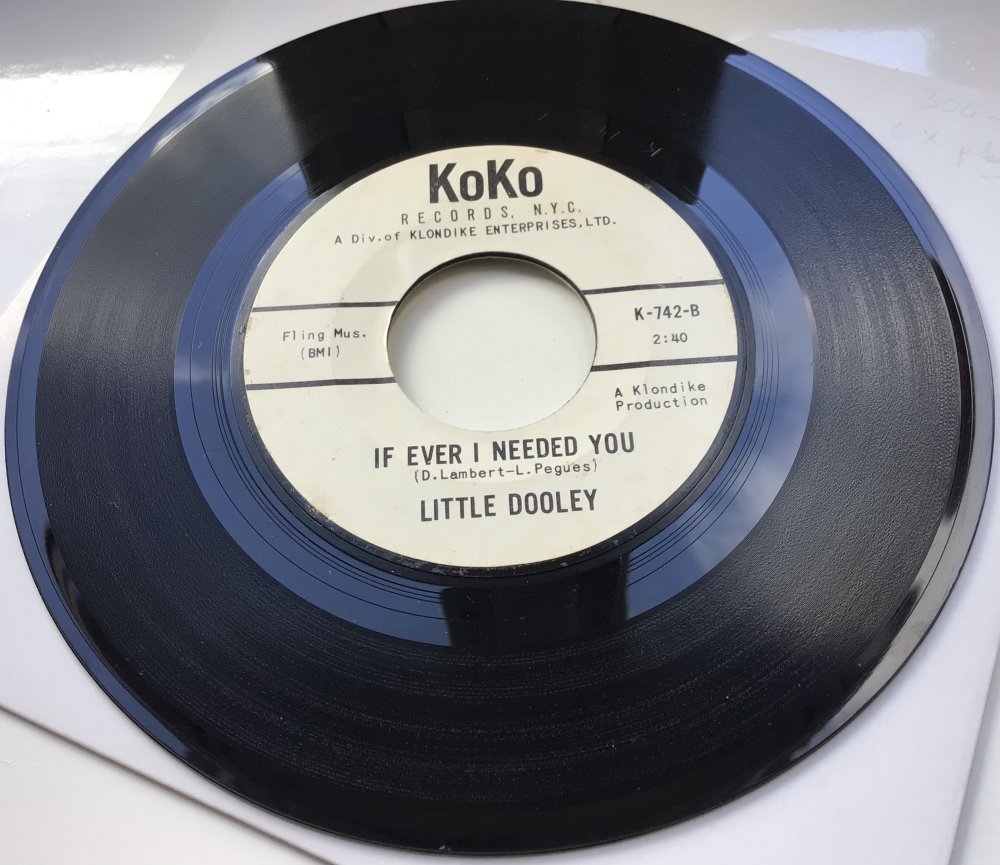 KoKo
RECORDS, N.Y.C.
A Div.of KLONDIKE ENTERPRISES,LTD.
Fling Mus.
(BMI)
K-742-B
2:40
A Klondike
Production
IF EVER I NEEDED YOU
(D.Lambert-L.Pegues)
LITTLE DOOLEY